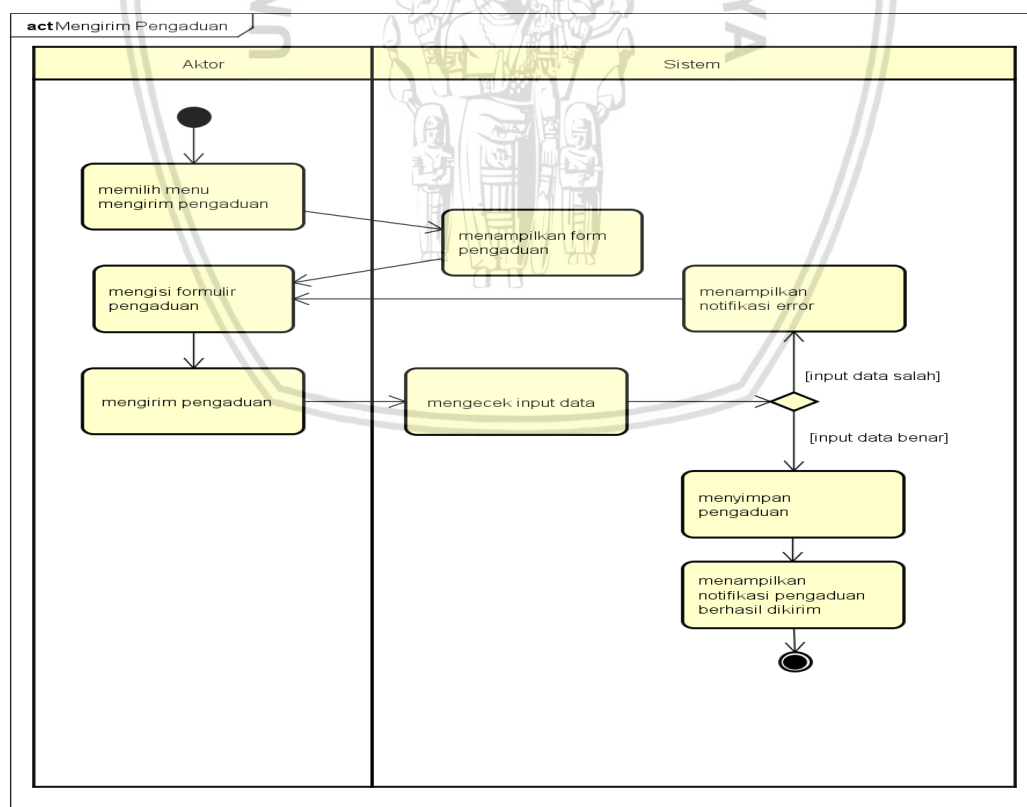 act Mengirim Pengaduan
Aktor
Sistem
memilih menu
mengirim pengaduan
menampilkan form
pengaduan
mengisi formulir
pengaduan
menampilkan
notifikasi error
[input data salah]
mengirim pengaduan
mengecek input data
[input data benar]
menyimpan
pengaduan
menampilkan
notifikasi pengaduan
berhasil dikirim